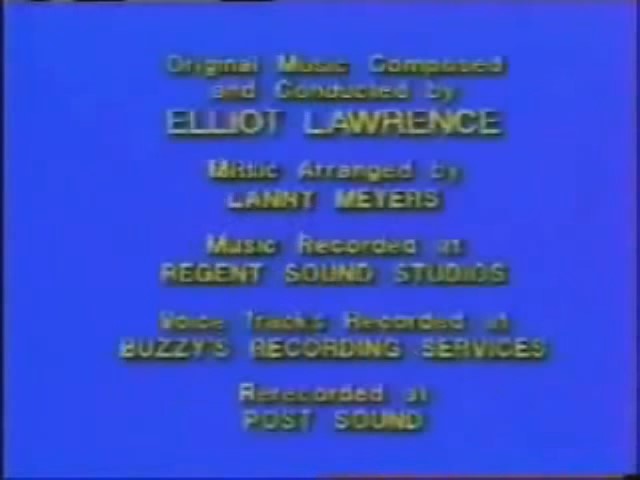 Original Music Composed
and Conducted by
ELLIOT LAWRENCE
Music Arranged by
LANNY MEYERS
Music Recorded at
REGENT SOUND STUDIOS
Voice Tracks Recorded at
BUZZY'S RECORDING SERVICES
Rerecorded at
POST SOUND